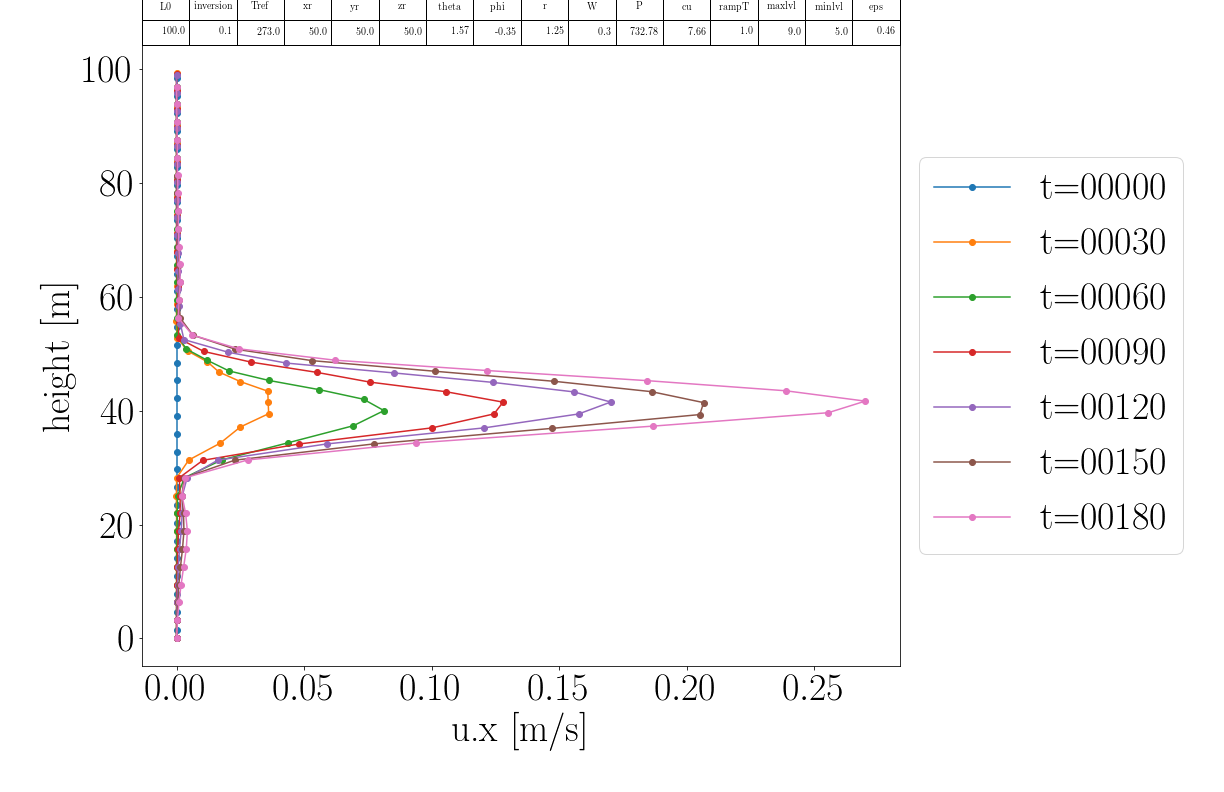 L0 inversion Tref xr yr zr theta phi r W P cu rampT maxlvl minlvl eps
100.0 0.1 273.0 50.0 50.0 50.0 1.57 -0.35 1.25 0.3 732.78 7.66 1.0 9.0 5.0 0.46
100
80
60
40
20
0
height [m]
0.00 0.05 0.10 0.15 0.20 0.25
u.x [m/s]
t=00000
t=00030
t=00060
t=00090
t=00120
t=00150
t=00180